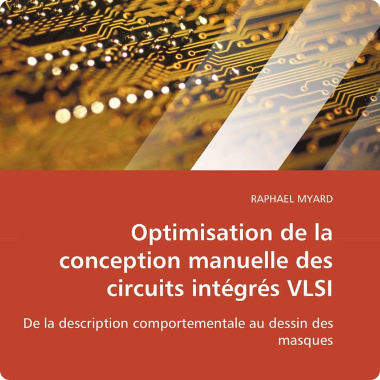 RAPHAEL MYARD
Optimisation de la
conception manuelle des
circuits intégrés VLSI
De la description comportementale au dessin des
masques